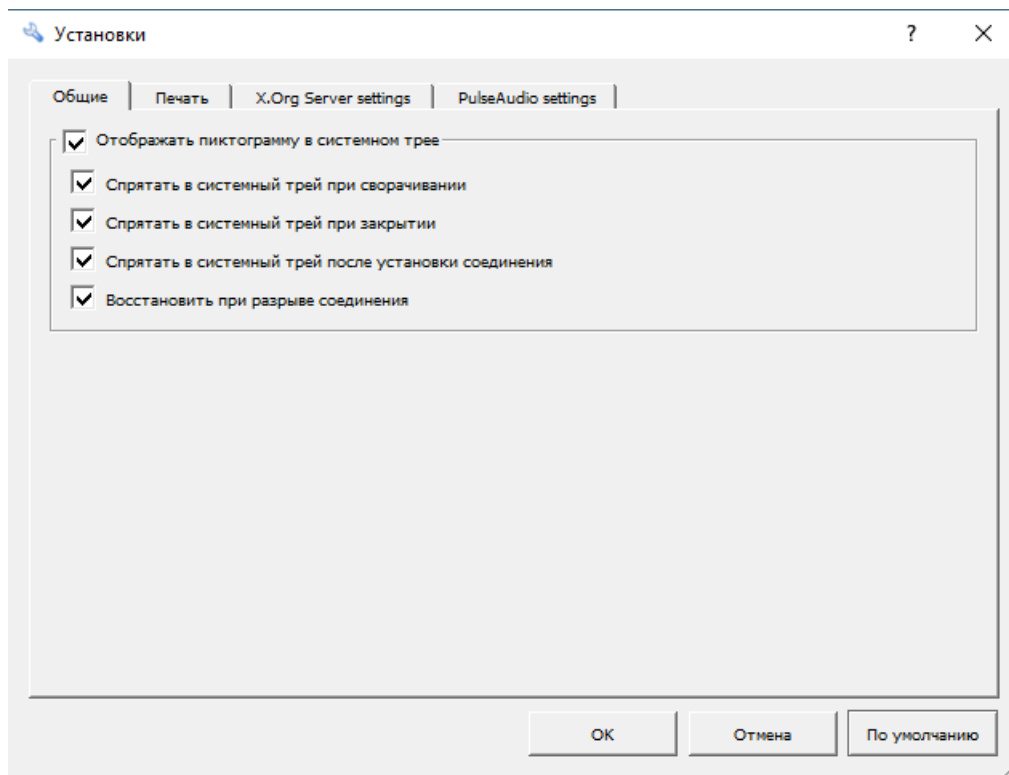 Установки
?
Общие Печать X.Org Server settings PulseAudio settings
Отображать пиктограмму в системном трее
Спрятать в системный трей при сворачивании
Спрятать в системный трей при закрытии
Спрятать в системный трей после установки соединения
Восстановить при разрыве соединения
OK Отмена По умолчанию